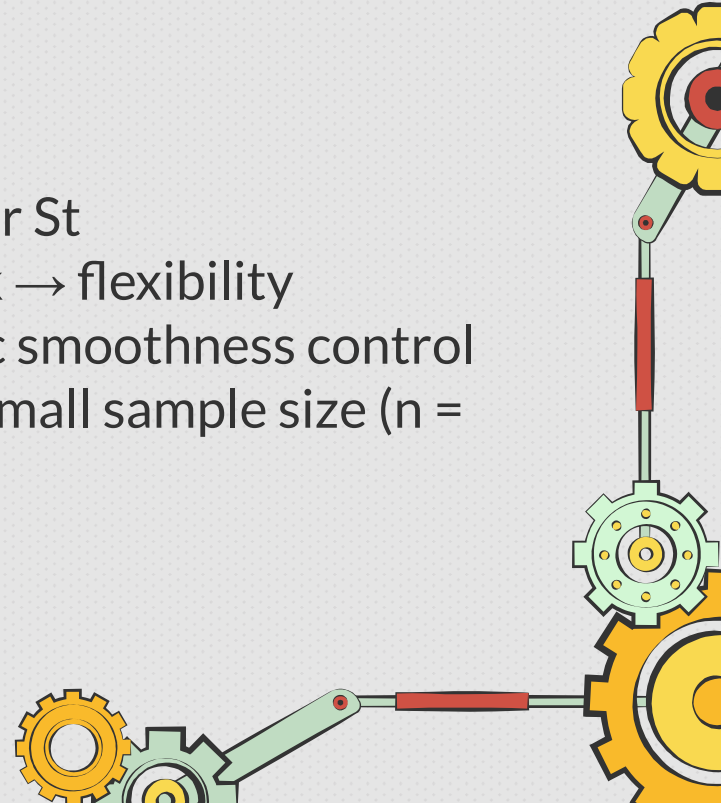 r St
→ flexibility
c smoothness control
mall sample size (n =